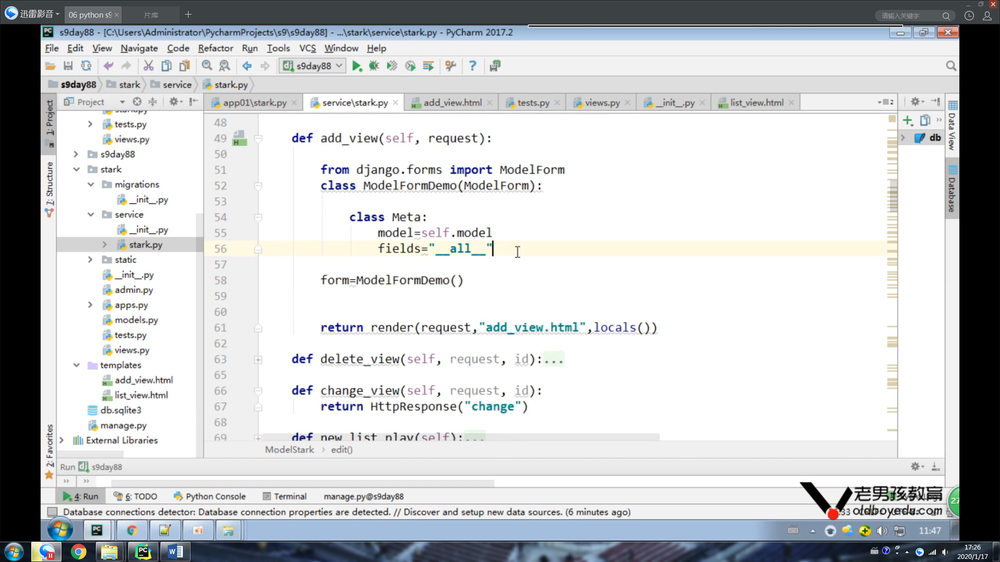 迅雷影音
06 python s9
片库
请输入关键字
s9day88 - [C:\Users\Administrator\PycharmProjects\s9\s9day88] - ...\stark\service\stark.py - PyCharm 2017.2
File Edit View Navigate Code Refactor Run Tools VCS Window Help
s9day88
s9day88 stark service stark.py
Project
app01\stark.py service\stark.py add_view.html tests.py views.py __init__.py list_view.html
1: Project
7: Structure
2: Favorites
tests.py
views.py
s9day88
stark
migrations
__init__.py
service
__init__.py
stark.py
static
__init__.py
admin.py
apps.py
models.py
tests.py
views.py
templates
add_view.html
list_view.html
db.sqlite3
manage.py
External Libraries
48
49 def add_view(self, request):
50
51 from django.forms import ModelForm
52 class ModelFormDemo(ModelForm):
53
54 class Meta:
55 model=self.model
56 fields="__all__"
57
58 form=ModelFormDemo()
59
60
61 return render(request,"add_view.html",locals())
62
63 def delete_view(self, request, id):...
65
66 def change_view(self, request, id):
67 return HttpResponse("change")
68
69 def new_list_play(self):...
ModelStark edit()
db
Data View
Database
Run s9day88
4: Run 6: TODO Python Console Terminal manage.py@s9day88
Database connections detector: Database connection properties are detected. // Discover and setup new data sources. (6 minutes ago)
老男孩教育
oldboyedu.com
27
11:47
17:26
2020/1/17